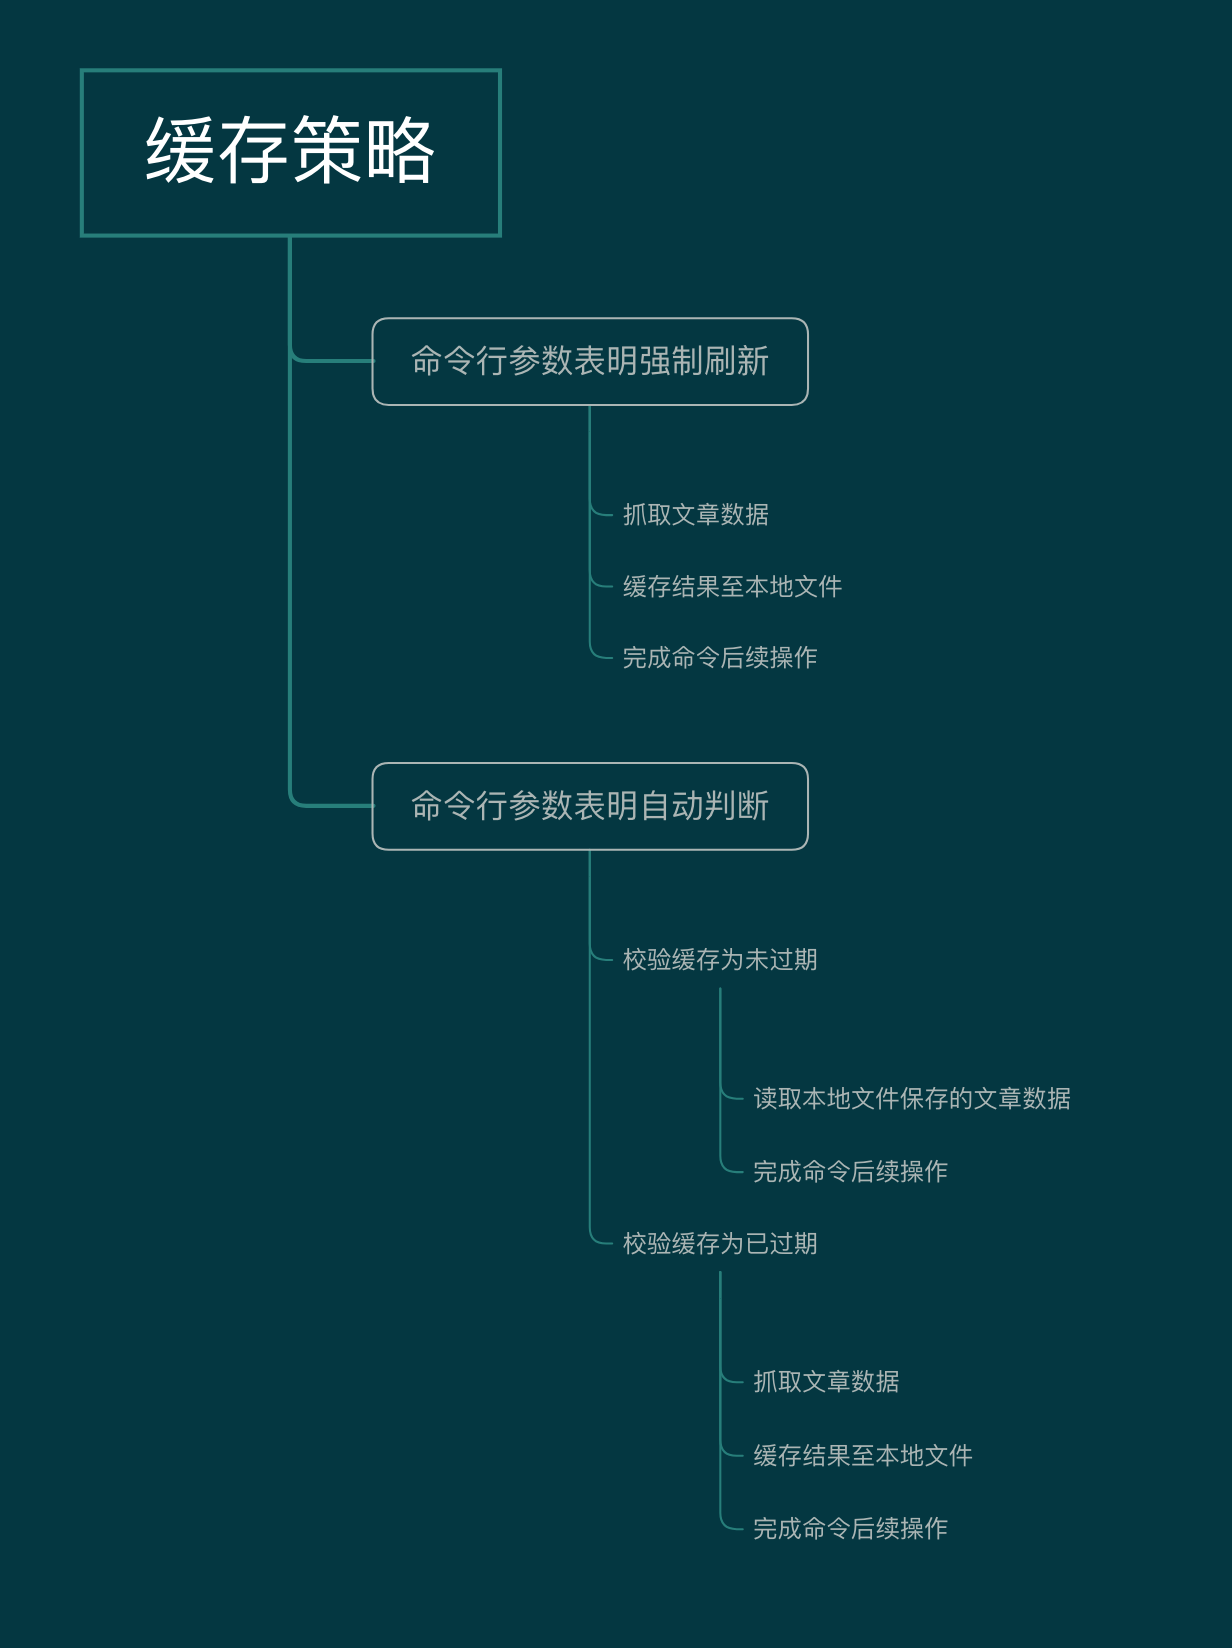 缓存策略
命令行参数表明强制刷新
抓取文章数据
缓存结果至本地文件
完成命令后续操作
命令行参数表明自动判断
校验缓存为未过期
读取本地文件保存的文章数据
完成命令后续操作
校验缓存为已过期
抓取文章数据
缓存结果至本地文件
完成命令后续操作